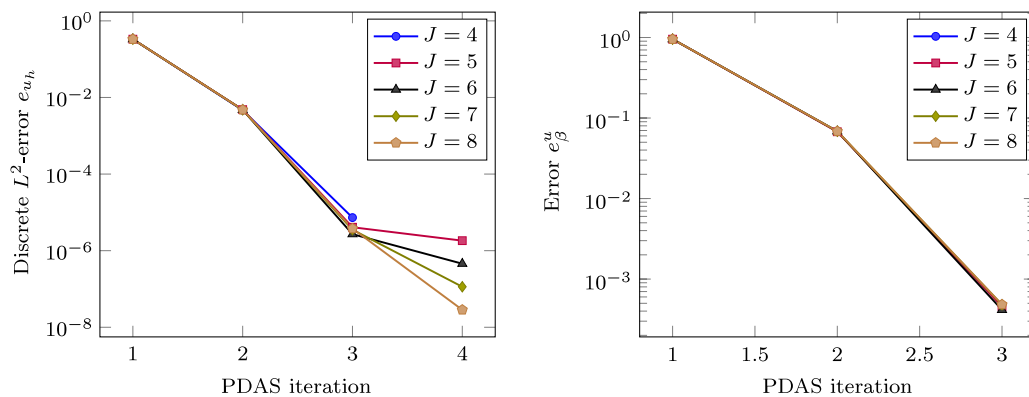 10^0
10^{-2}
10^{-4}
10^{-6}
10^{-8}
Discrete L^2-error e_{u_h}
1 2 3 4
PDAS iteration
J = 4
J = 5
J = 6
J = 7
J = 8
10^0
10^{-1}
10^{-2}
10^{-3}
Error e^u_β
1 1.5 2 2.5 3
PDAS iteration
J = 4
J = 5
J = 6
J = 7
J = 8